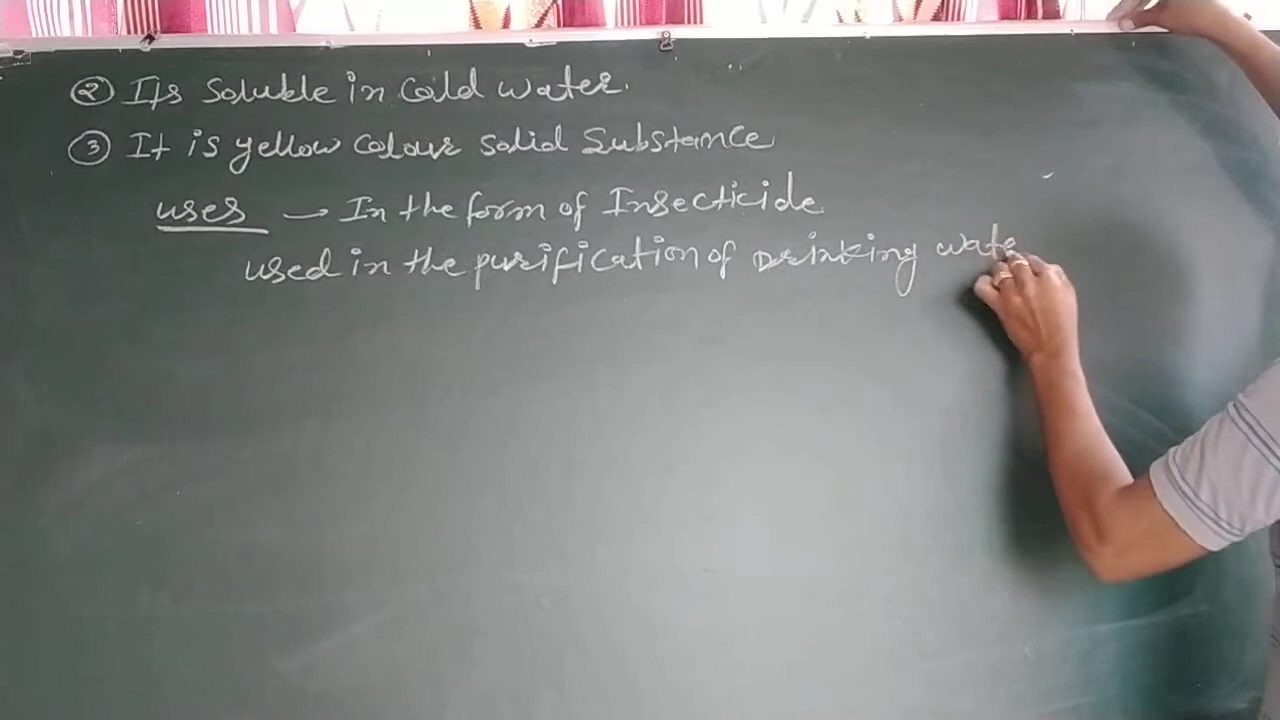 ② Its Soluble in Cold water.
③ It is yellow Colour solid Substance
uses → In the form of Insecticide
used in the purification of Drinking wate